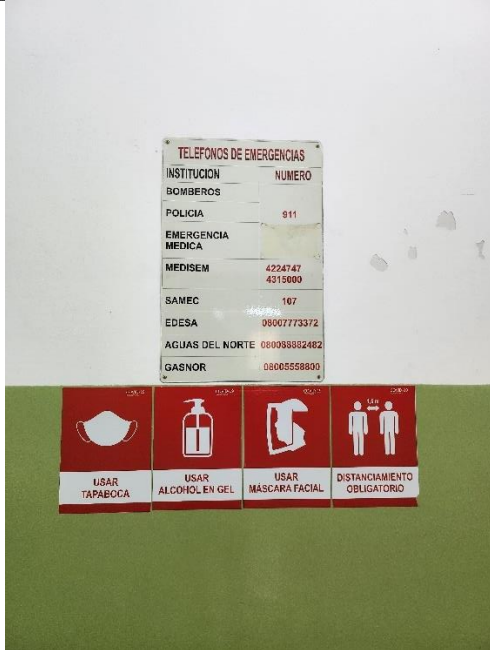 TELEFONOS DE EMERGENCIAS
INSTITUCION NUMERO
BOMBEROS
POLICIA 911
EMERGENCIA
MEDICA
MEDISEM 4224747
4315000
SAMEC 107
EDESA 08007773372
AGUAS DEL NORTE 080088882482
GASNOR 08005558800
USAR
TAPABOCA
USAR
ALCOHOL EN GEL
USAR
MÁSCARA FACIAL
DISTANCIAMIENTO
OBLIGATORIO